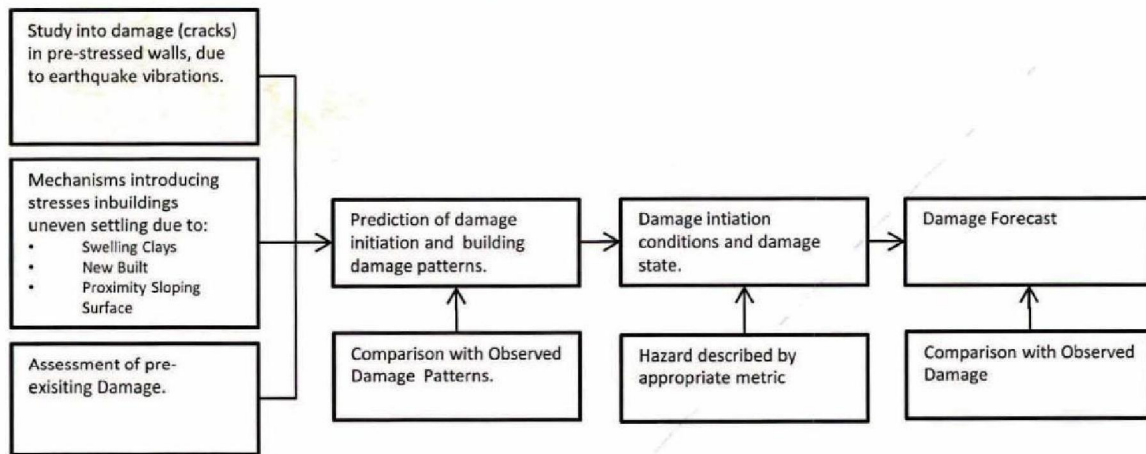 Study into damage (cracks)
in pre-stressed walls, due
to earthquake vibrations.
Mechanisms introducing
stresses inbuildings
uneven settling due to:
• Swelling Clays
• New Built
• Proximity Sloping
Surface
Assessment of pre-
exisiting Damage.
Prediction of damage
initiation and building
damage patterns.
Comparison with Observed
Damage Patterns.
Damage intiation
conditions and damage
state.
Hazard described by
appropriate metric
Damage Forecast
Comparison with Observed
Damage